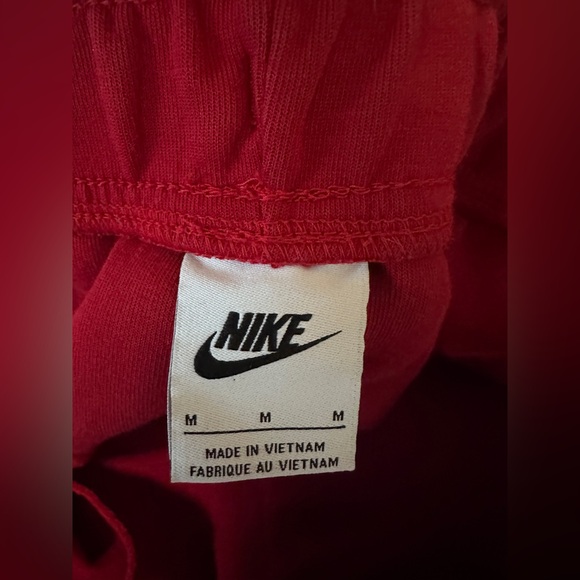 NIKE
M M M
MADE IN VIETNAM
FABRIQUE AU VIETNAM